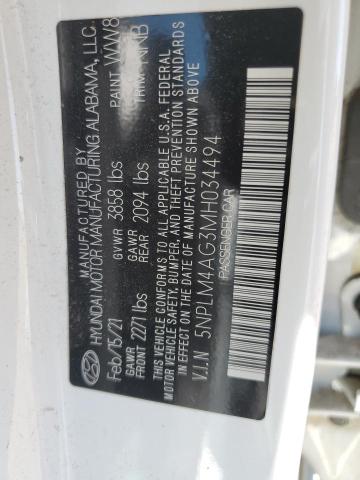 MANUFACTURED BY
HYUNDAI MOTOR MANUFACTURING ALABAMA, LLC.
Feb/15/21 GVWR 3858 lbs PAINT WW8
GAWR FRONT 2271 lbs GAWR REAR 2094 lbs TRIM NNB
THIS VEHICLE CONFORMS TO ALL APPLICABLE U.S.A. FEDERAL
MOTOR VEHICLE SAFETY, BUMPER, AND THEFT PREVENTION STANDARDS
IN EFFECT ON THE DATE OF MANUFACTURE SHOWN ABOVE
V.I.N 5NPLM4AG3MH034494
PASSENGER CAR